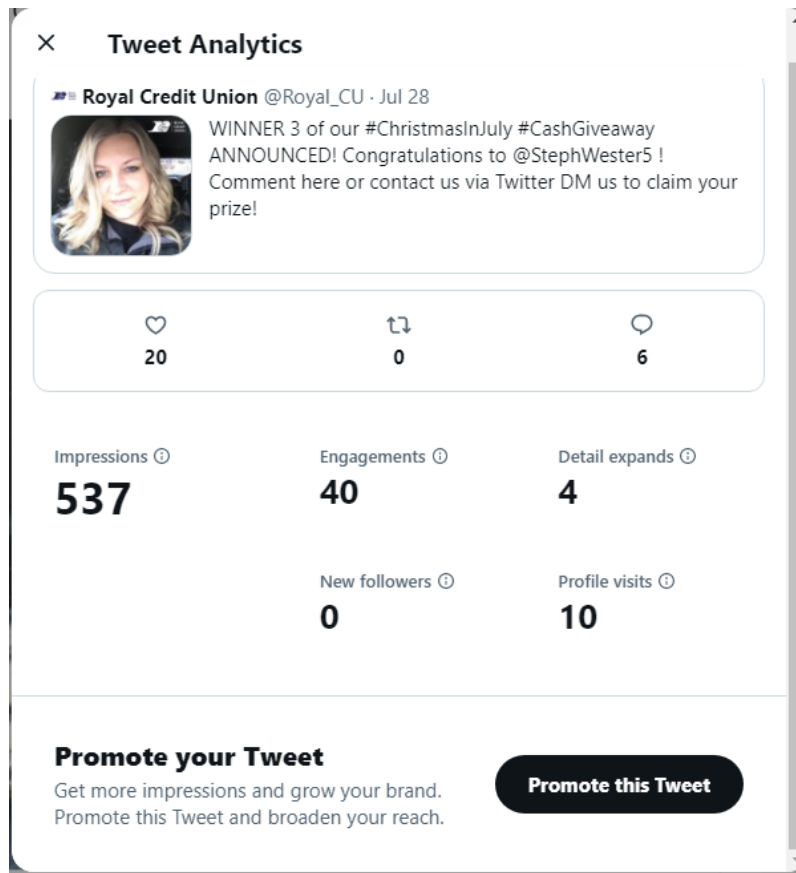 Tweet Analytics
Royal Credit Union @Royal_CU · Jul 28
WINNER 3 of our #ChristmasInJuly #CashGiveaway
ANNOUNCED! Congratulations to @StephWester5 !
Comment here or contact us via Twitter DM us to claim your
prize!
20 0 6
Impressions Engagements Detail expands
537 40 4
New followers Profile visits
0 10
Promote your Tweet
Get more impressions and grow your brand.
Promote this Tweet and broaden your reach.
Promote this Tweet